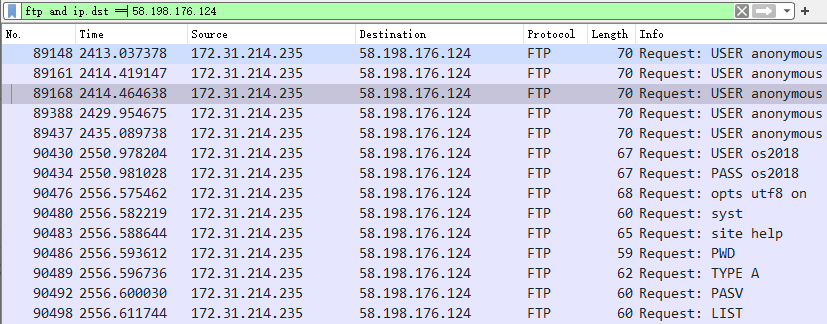 ftp and ip.dst == 58.198.176.124
No. Time Source Destination Protocol Length Info
89148 2413.037378 172.31.214.235 58.198.176.124 FTP 70 Request: USER anonymous
89161 2414.419147 172.31.214.235 58.198.176.124 FTP 70 Request: USER anonymous
89168 2414.464638 172.31.214.235 58.198.176.124 FTP 70 Request: USER anonymous
89388 2429.954675 172.31.214.235 58.198.176.124 FTP 70 Request: USER anonymous
89437 2435.089738 172.31.214.235 58.198.176.124 FTP 70 Request: USER anonymous
90430 2550.978204 172.31.214.235 58.198.176.124 FTP 67 Request: USER os2018
90434 2550.981028 172.31.214.235 58.198.176.124 FTP 67 Request: PASS os2018
90476 2556.575462 172.31.214.235 58.198.176.124 FTP 68 Request: opts utf8 on
90480 2556.582219 172.31.214.235 58.198.176.124 FTP 60 Request: syst
90483 2556.588644 172.31.214.235 58.198.176.124 FTP 65 Request: site help
90486 2556.593612 172.31.214.235 58.198.176.124 FTP 59 Request: PWD
90489 2556.596736 172.31.214.235 58.198.176.124 FTP 62 Request: TYPE A
90492 2556.600030 172.31.214.235 58.198.176.124 FTP 60 Request: PASV
90498 2556.611744 172.31.214.235 58.198.176.124 FTP 60 Request: LIST